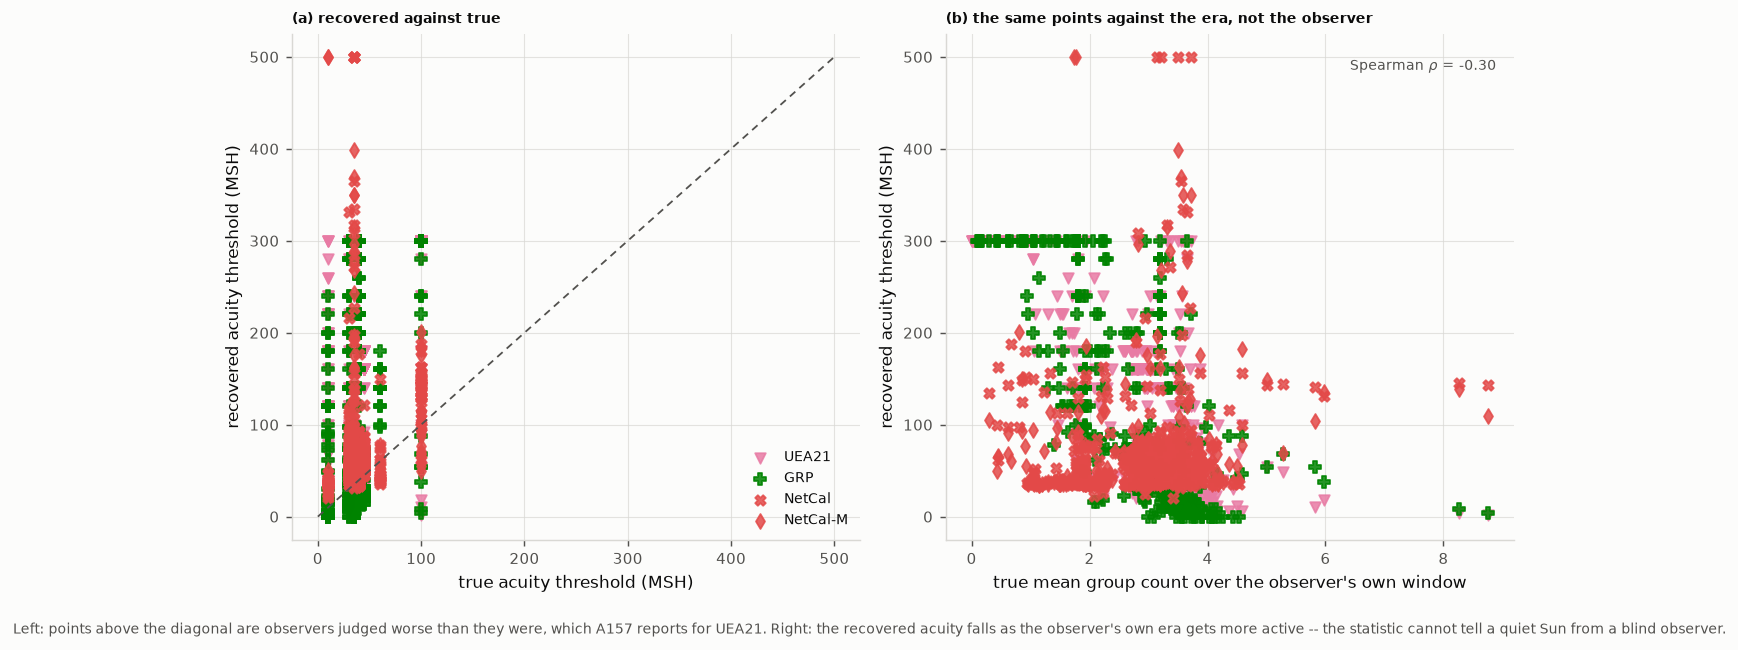 (a) recovered against true
(b) the same points against the era, not the observer
500
400
300
200
100
0
recovered acuity threshold (MSH)
0 100 200 300 400 500
true acuity threshold (MSH)
UEA21
GRP
NetCal
NetCal-M
500
400
300
200
100
0
recovered acuity threshold (MSH)
Spearman ρ = -0.30
0 2 4 6 8
true mean group count over the observer's own window
Left: points above the diagonal are observers judged worse than they were, which A157 reports for UEA21. Right: the recovered acuity falls as the observer's own era gets more active -- the statistic cannot tell a quiet Sun from a blind observer.